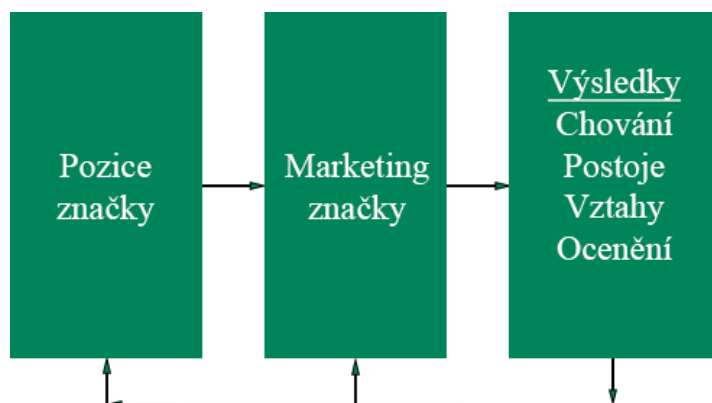 Pozice
značky
Marketing
značky
Výsledky
Chování
Postoje
Vztahy
Ocenění